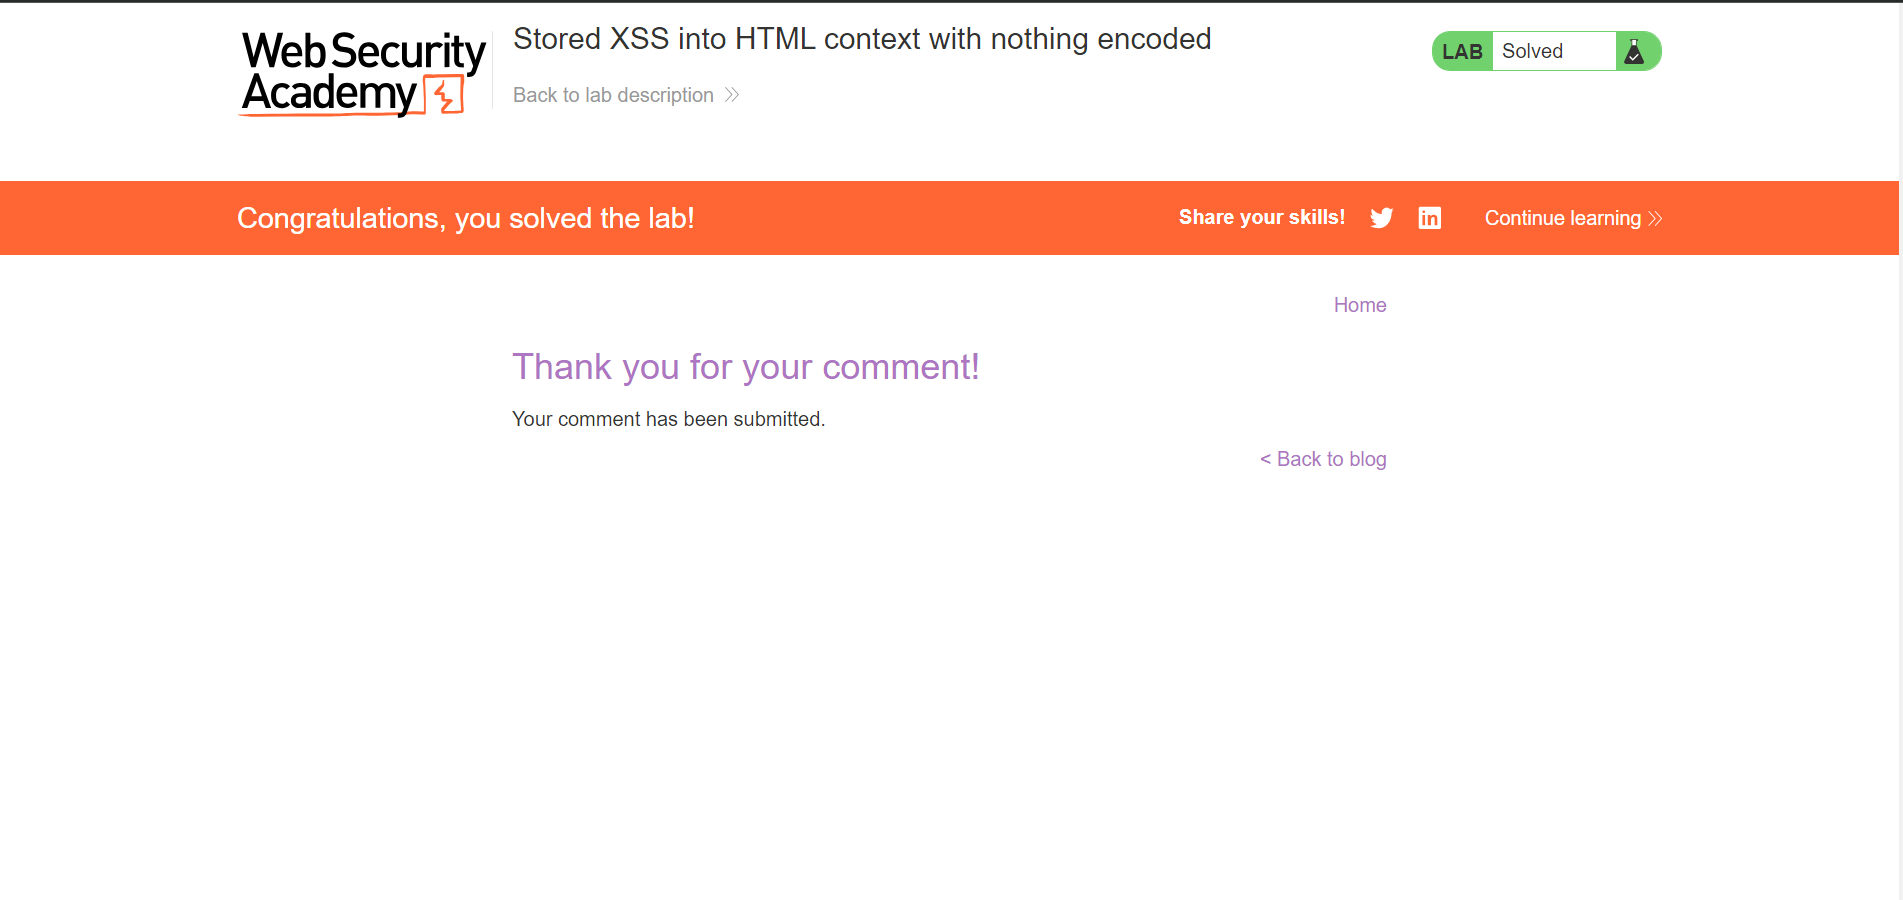 Web Security
Academy
Stored XSS into HTML context with nothing encoded
Back to lab description
LAB Solved
Congratulations, you solved the lab!
Share your skills!
in
Continue learning
Home
Thank you for your comment!
Your comment has been submitted.
< Back to blog